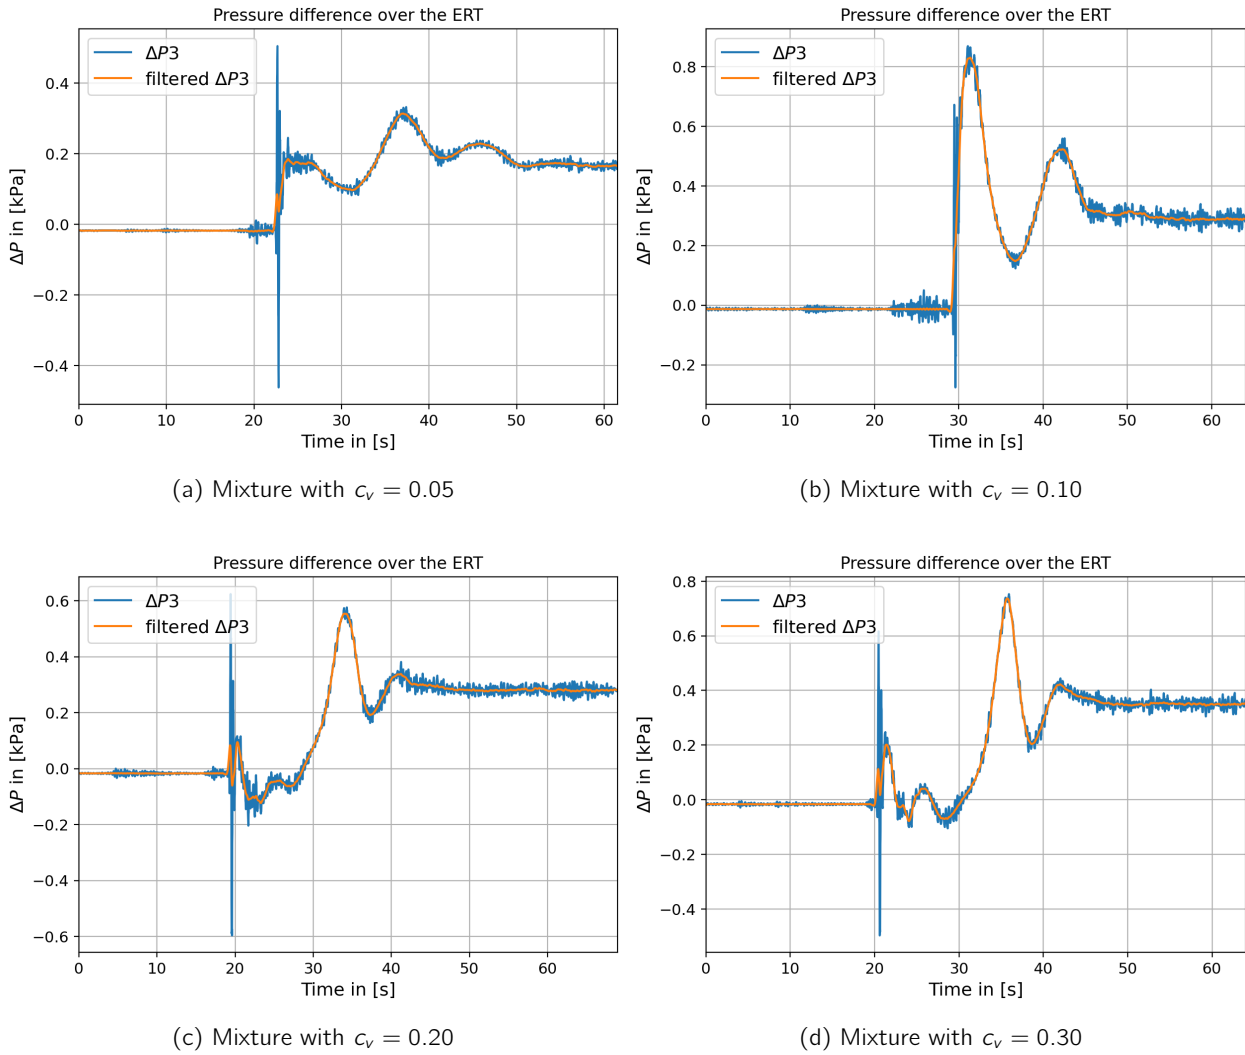 Pressure difference over the ERT
ΔP3
filtered ΔP3
0.4
0.2
0.0
−0.2
−0.4
ΔP in [kPa]
0 10 20 30 40 50 60
Time in [s]
(a) Mixture with c_v = 0.05
Pressure difference over the ERT
ΔP3
filtered ΔP3
0.8
0.6
0.4
0.2
0.0
−0.2
ΔP in [kPa]
0 10 20 30 40 50 60
Time in [s]
(b) Mixture with c_v = 0.10
Pressure difference over the ERT
ΔP3
filtered ΔP3
0.6
0.4
0.2
0.0
−0.2
−0.4
−0.6
ΔP in [kPa]
0 10 20 30 40 50 60
Time in [s]
(c) Mixture with c_v = 0.20
Pressure difference over the ERT
ΔP3
filtered ΔP3
0.8
0.6
0.4
0.2
0.0
−0.2
−0.4
ΔP in [kPa]
0 10 20 30 40 50 60
Time in [s]
(d) Mixture with c_v = 0.30